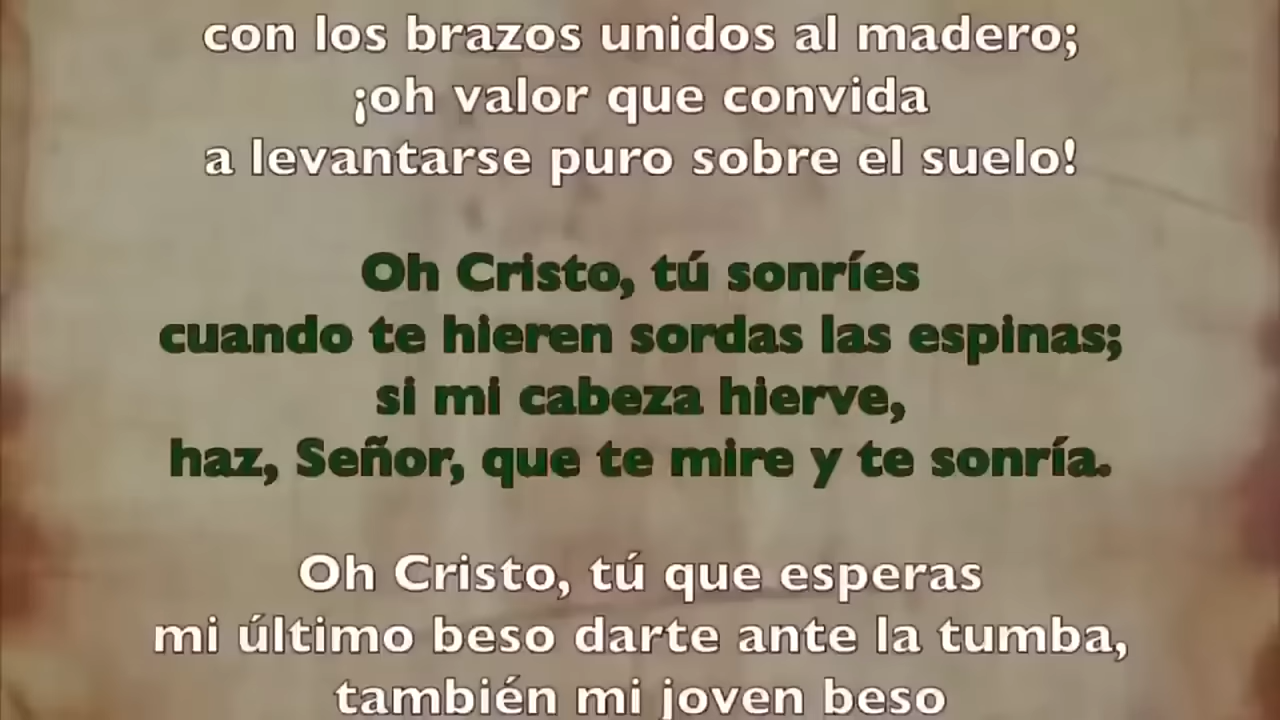 con los brazos unidos al madero;
¡oh valor que convida
a levantarse puro sobre el suelo!
Oh Cristo, tú sonríes
cuando te hieren sordas las espinas;
si mi cabeza hierve,
haz, Señor, que te mire y te sonría.
Oh Cristo, tú que esperas
mi último beso darte ante la tumba,
también mi joven beso